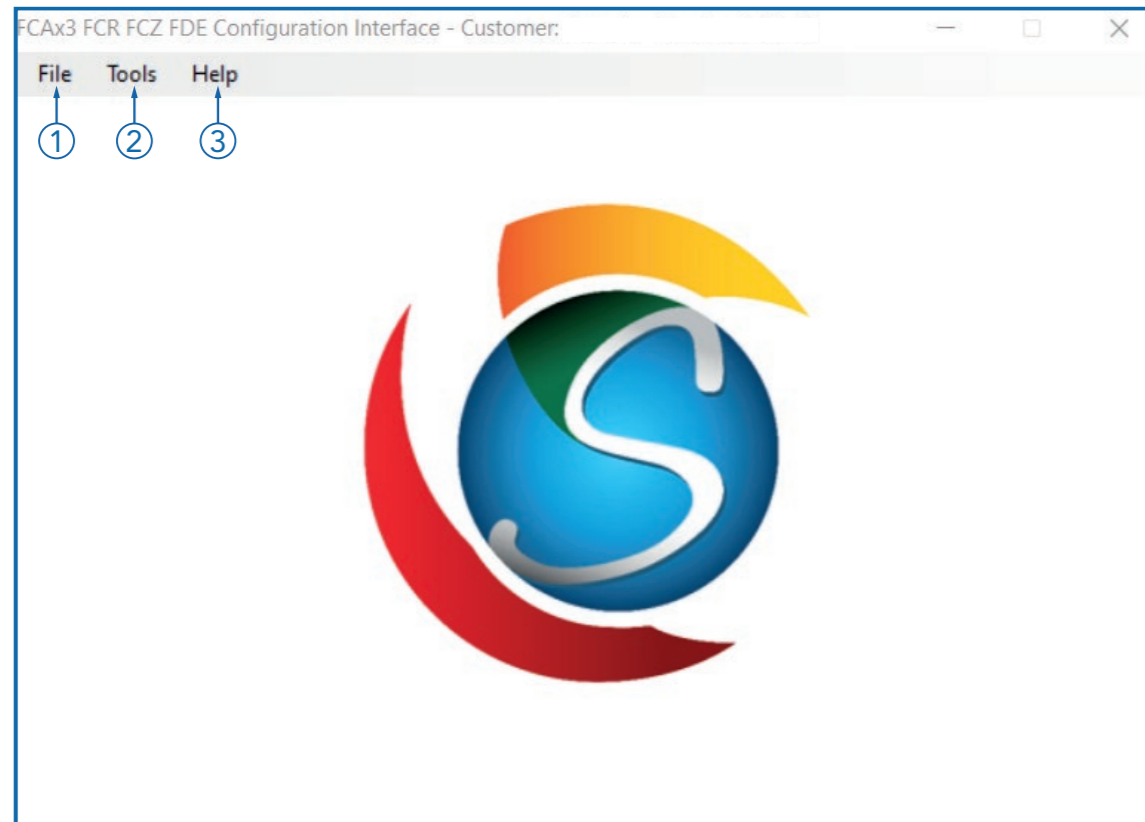 FCAx3 FCR FCZ FDE Configuration Interface - Customer:
File Tools Help
1 2 3
S